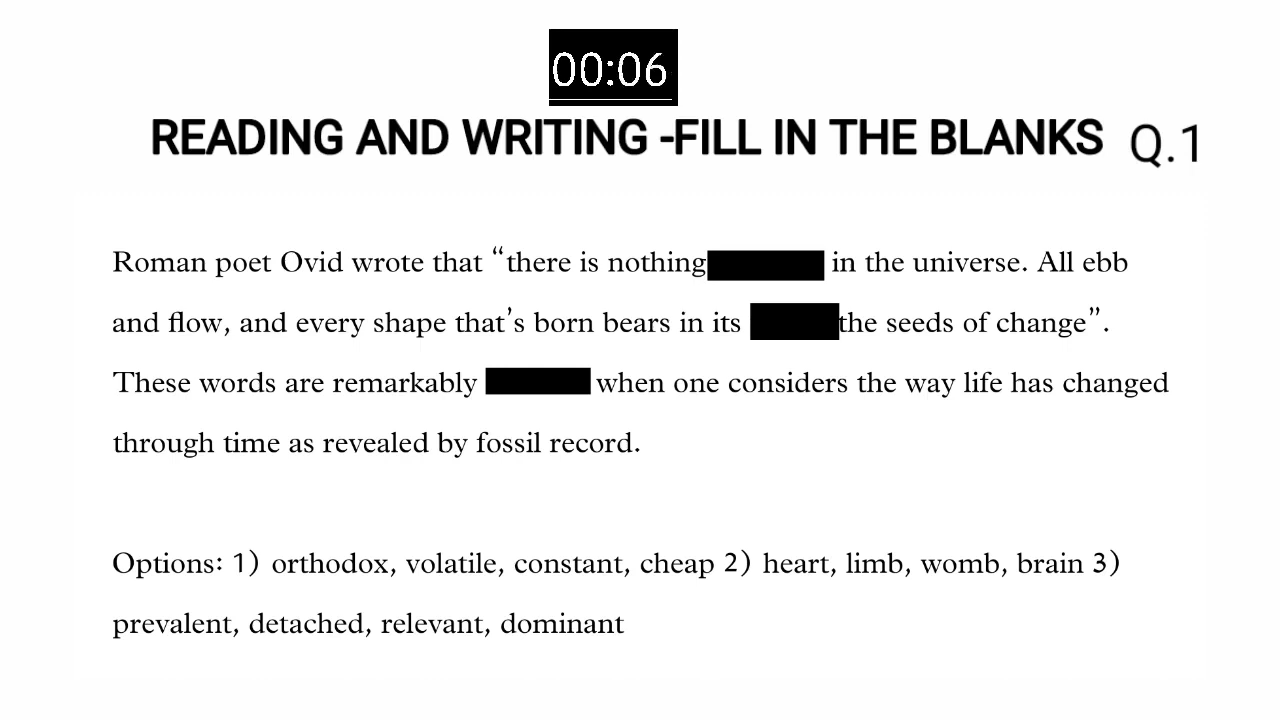 00:06
READING AND WRITING -FILL IN THE BLANKS Q.1
Roman poet Ovid wrote that “there is nothing in the universe. All ebb
and flow, and every shape that’s born bears in its the seeds of change”.
These words are remarkably when one considers the way life has changed
through time as revealed by fossil record.
Options: 1) orthodox, volatile, constant, cheap 2) heart, limb, womb, brain 3)
prevalent, detached, relevant, dominant